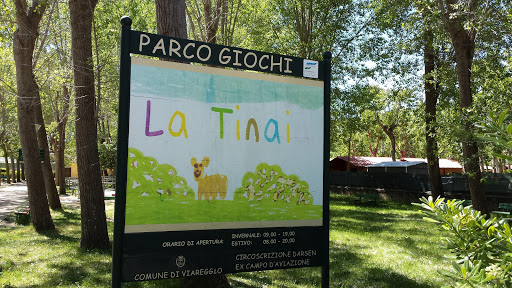 PARCO GIOCHI
La Tinai
ORARIO DI APERTURA: INVERNALE: 09.00 - 19.00
ESTIVO: 08.00 - 20.00
COMUNE DI VIAREGGIO
CIRCOSCRIZIONE DARSEN
EX CAMPO D'AVIAZIONE